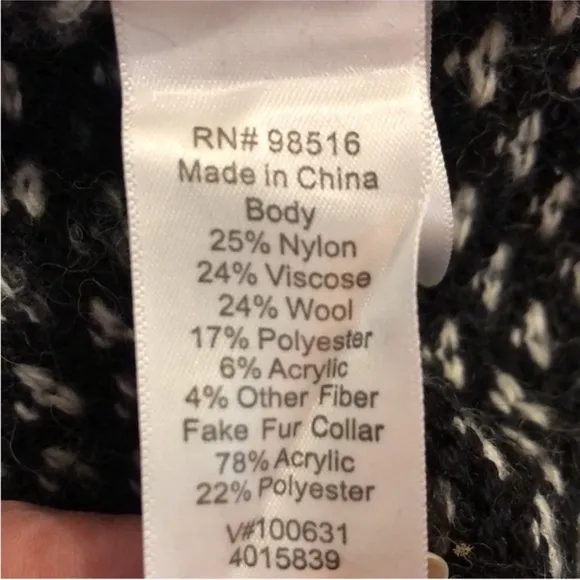 RN# 98516
Made in China
Body
25% Nylon
24% Viscose
24% Wool
17% Polyester
6% Acrylic
4% Other Fiber
Fake Fur Collar
78% Acrylic
22% Polyester
V#100631
4015839